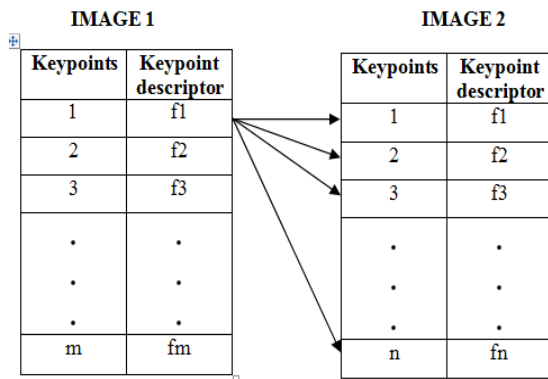 IMAGE 1
Keypoints Keypoint descriptor
1 f1
2 f2
3 f3
. .
. .
. .
m fm
IMAGE 2
Keypoints Keypoint descriptor
1 f1
2 f2
3 f3
. .
. .
. .
n fn